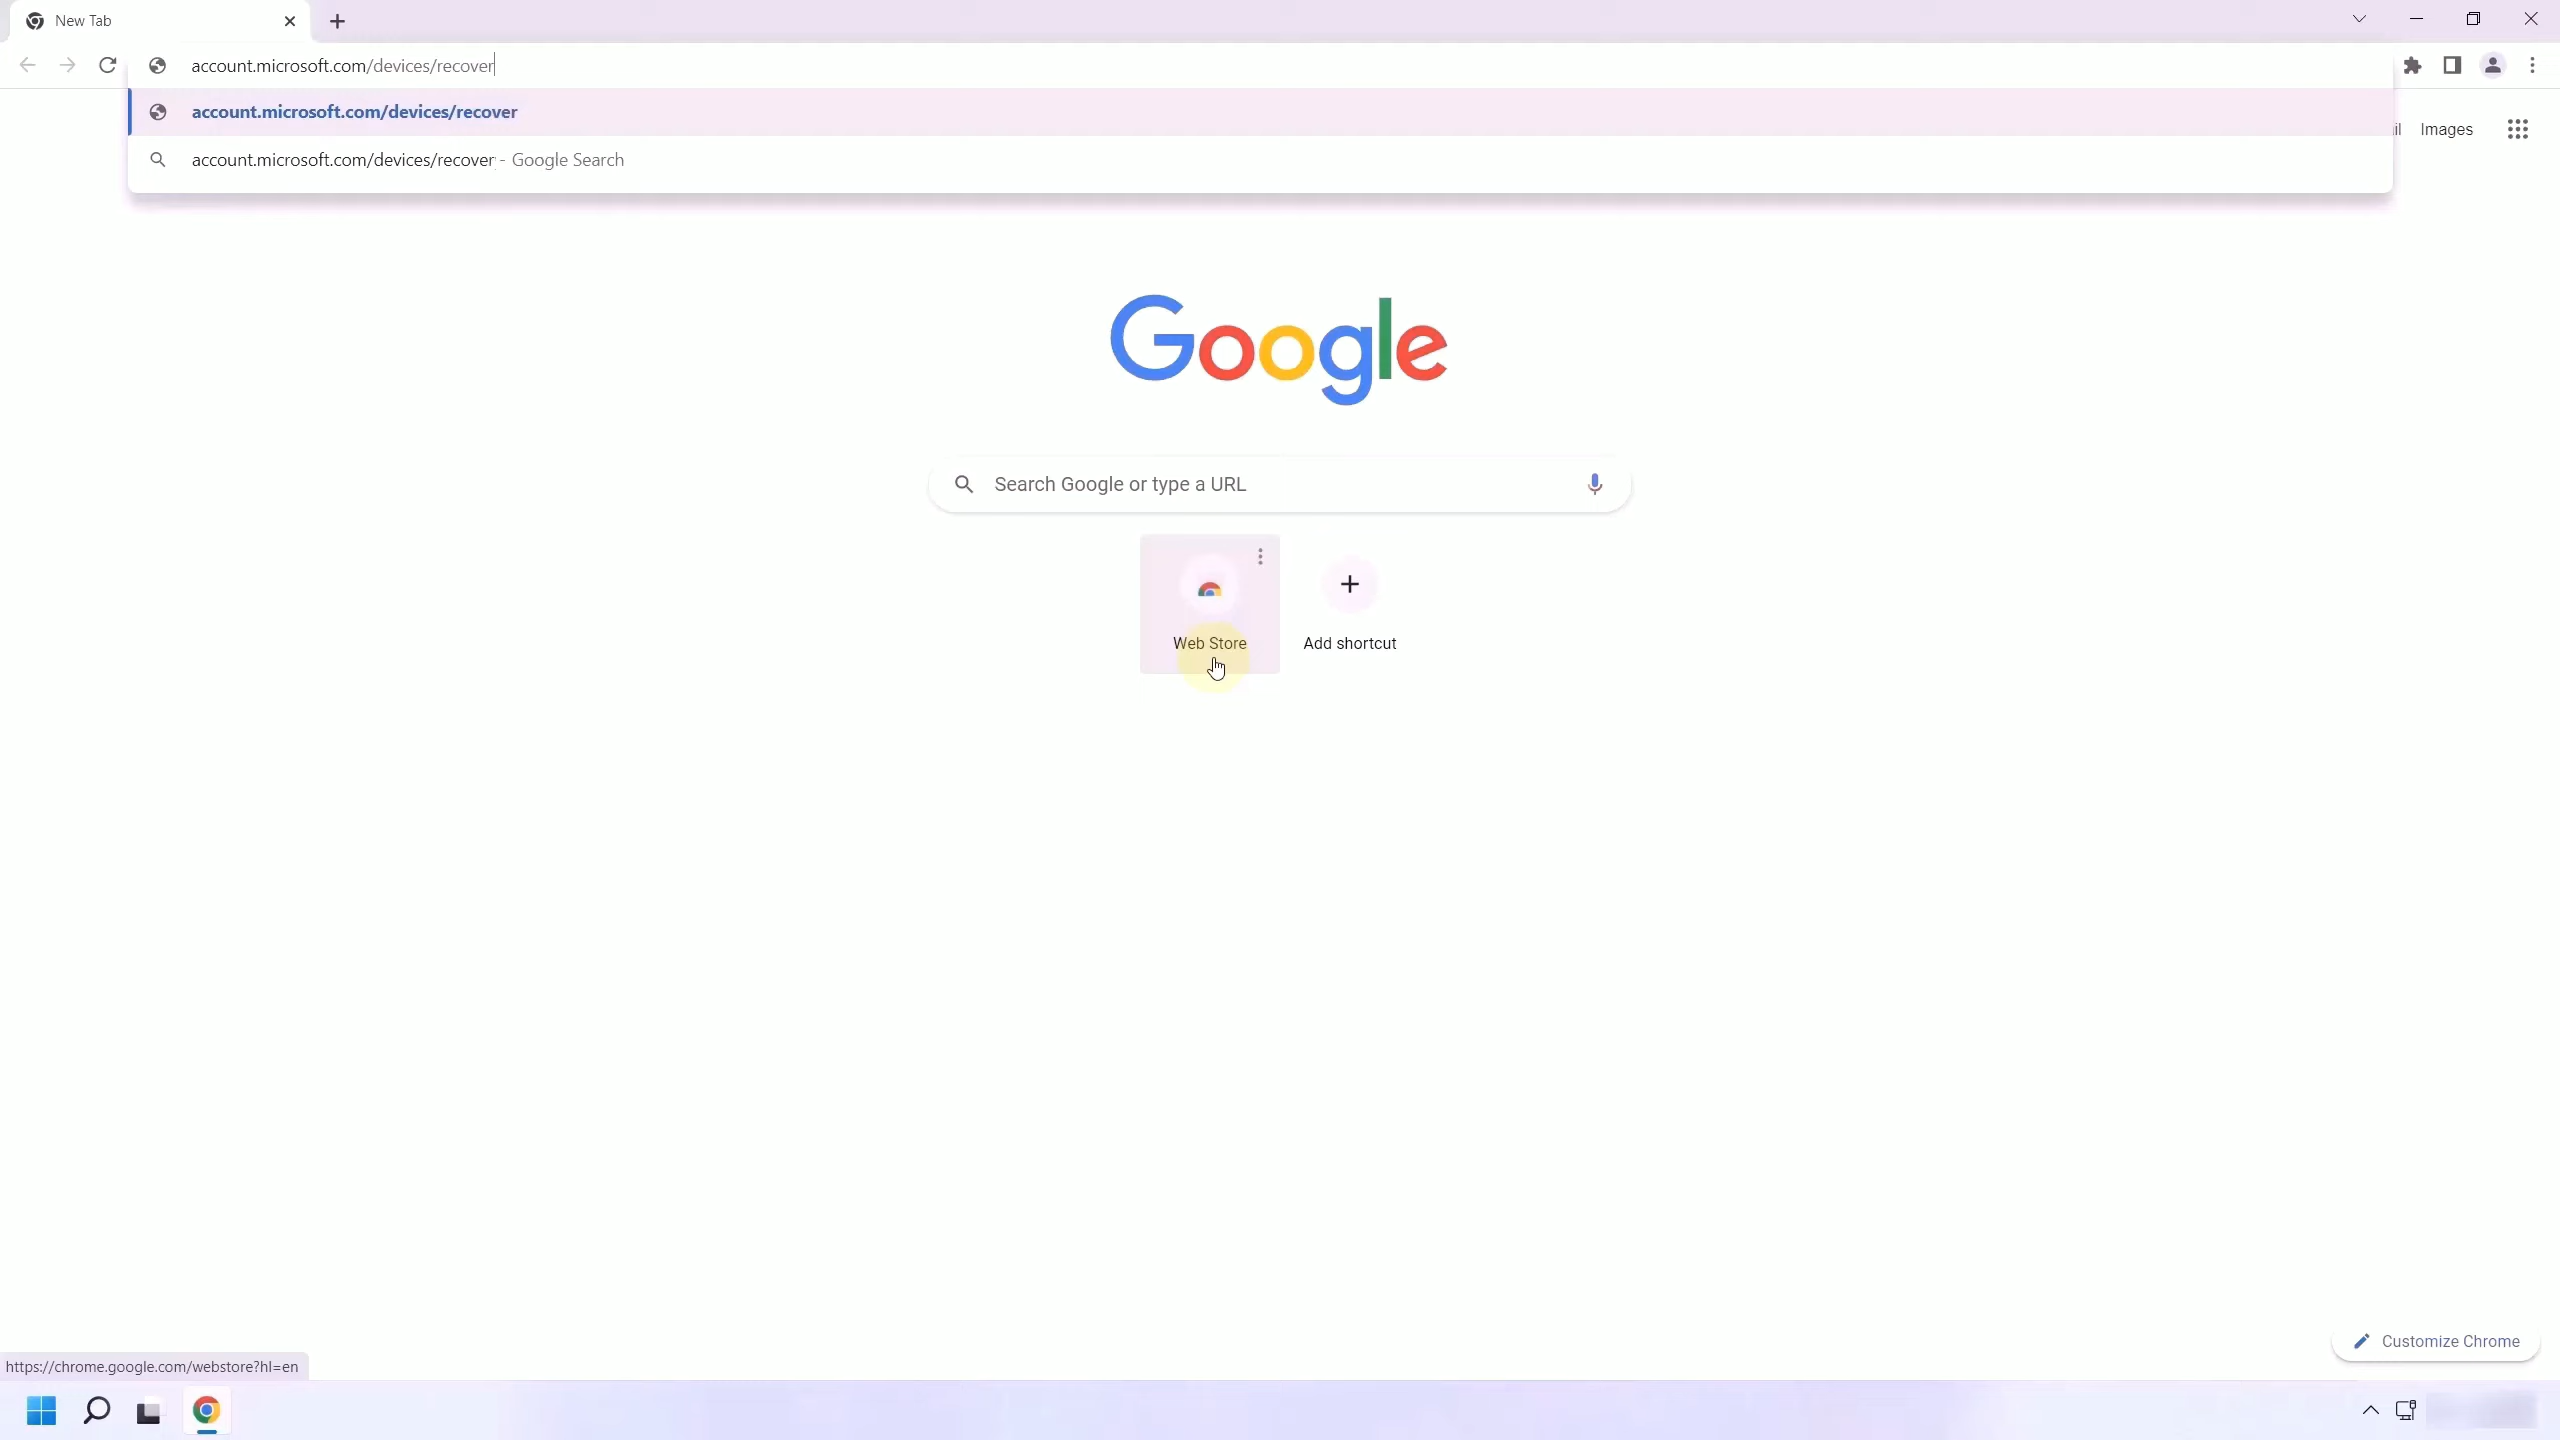 New Tab
account.microsoft.com/devices/recover
account.microsoft.com/devices/recover
account.microsoft.com/devices/recover - Google Search
Images
Google
Search Google or type a URL
Web Store
Add shortcut
Customize Chrome
https://chrome.google.com/webstore?hl=en